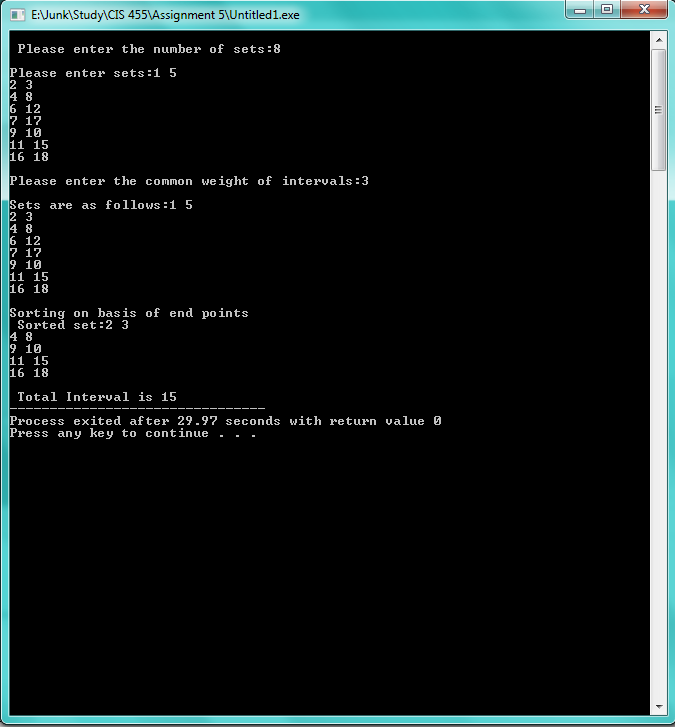 E:\Junk\Study\CIS 455\Assignment 5\Untitled1.exe
Please enter the number of sets:8
Please enter sets:1 5
2 3
4 8
6 12
7 17
9 10
11 15
16 18
Please enter the common weight of intervals:3
Sets are as follows:1 5
2 3
4 8
6 12
7 17
9 10
11 15
16 18
Sorting on basis of end points
Sorted set:2 3
4 8
9 10
11 15
16 18
Total Interval is 15
--------------------------------
Process exited after 29.97 seconds with return value 0
Press any key to continue . . .